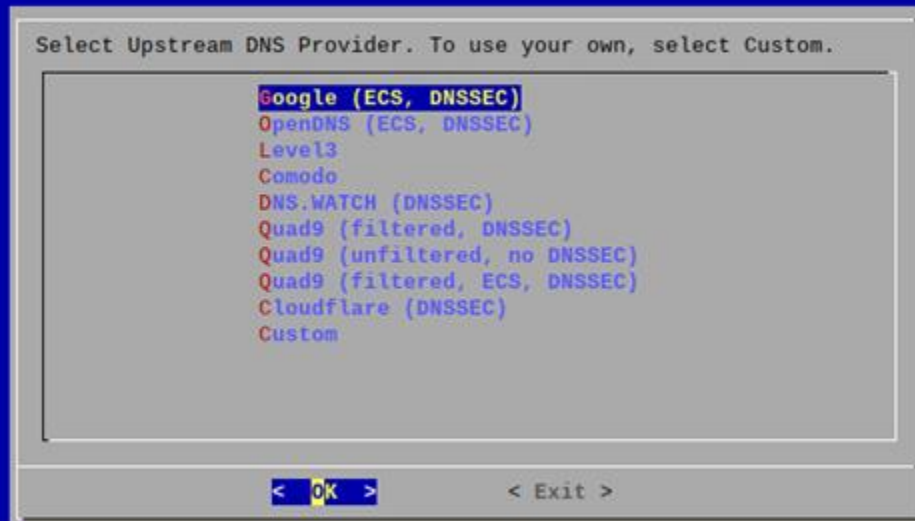 Select Upstream DNS Provider. To use your own, select Custom.
Google (ECS, DNSSEC)
OpenDNS (ECS, DNSSEC)
Level3
Comodo
DNS.WATCH (DNSSEC)
Quad9 (filtered, DNSSEC)
Quad9 (unfiltered, no DNSSEC)
Quad9 (filtered, ECS, DNSSEC)
Cloudflare (DNSSEC)
Custom
<  OK  > < Exit >